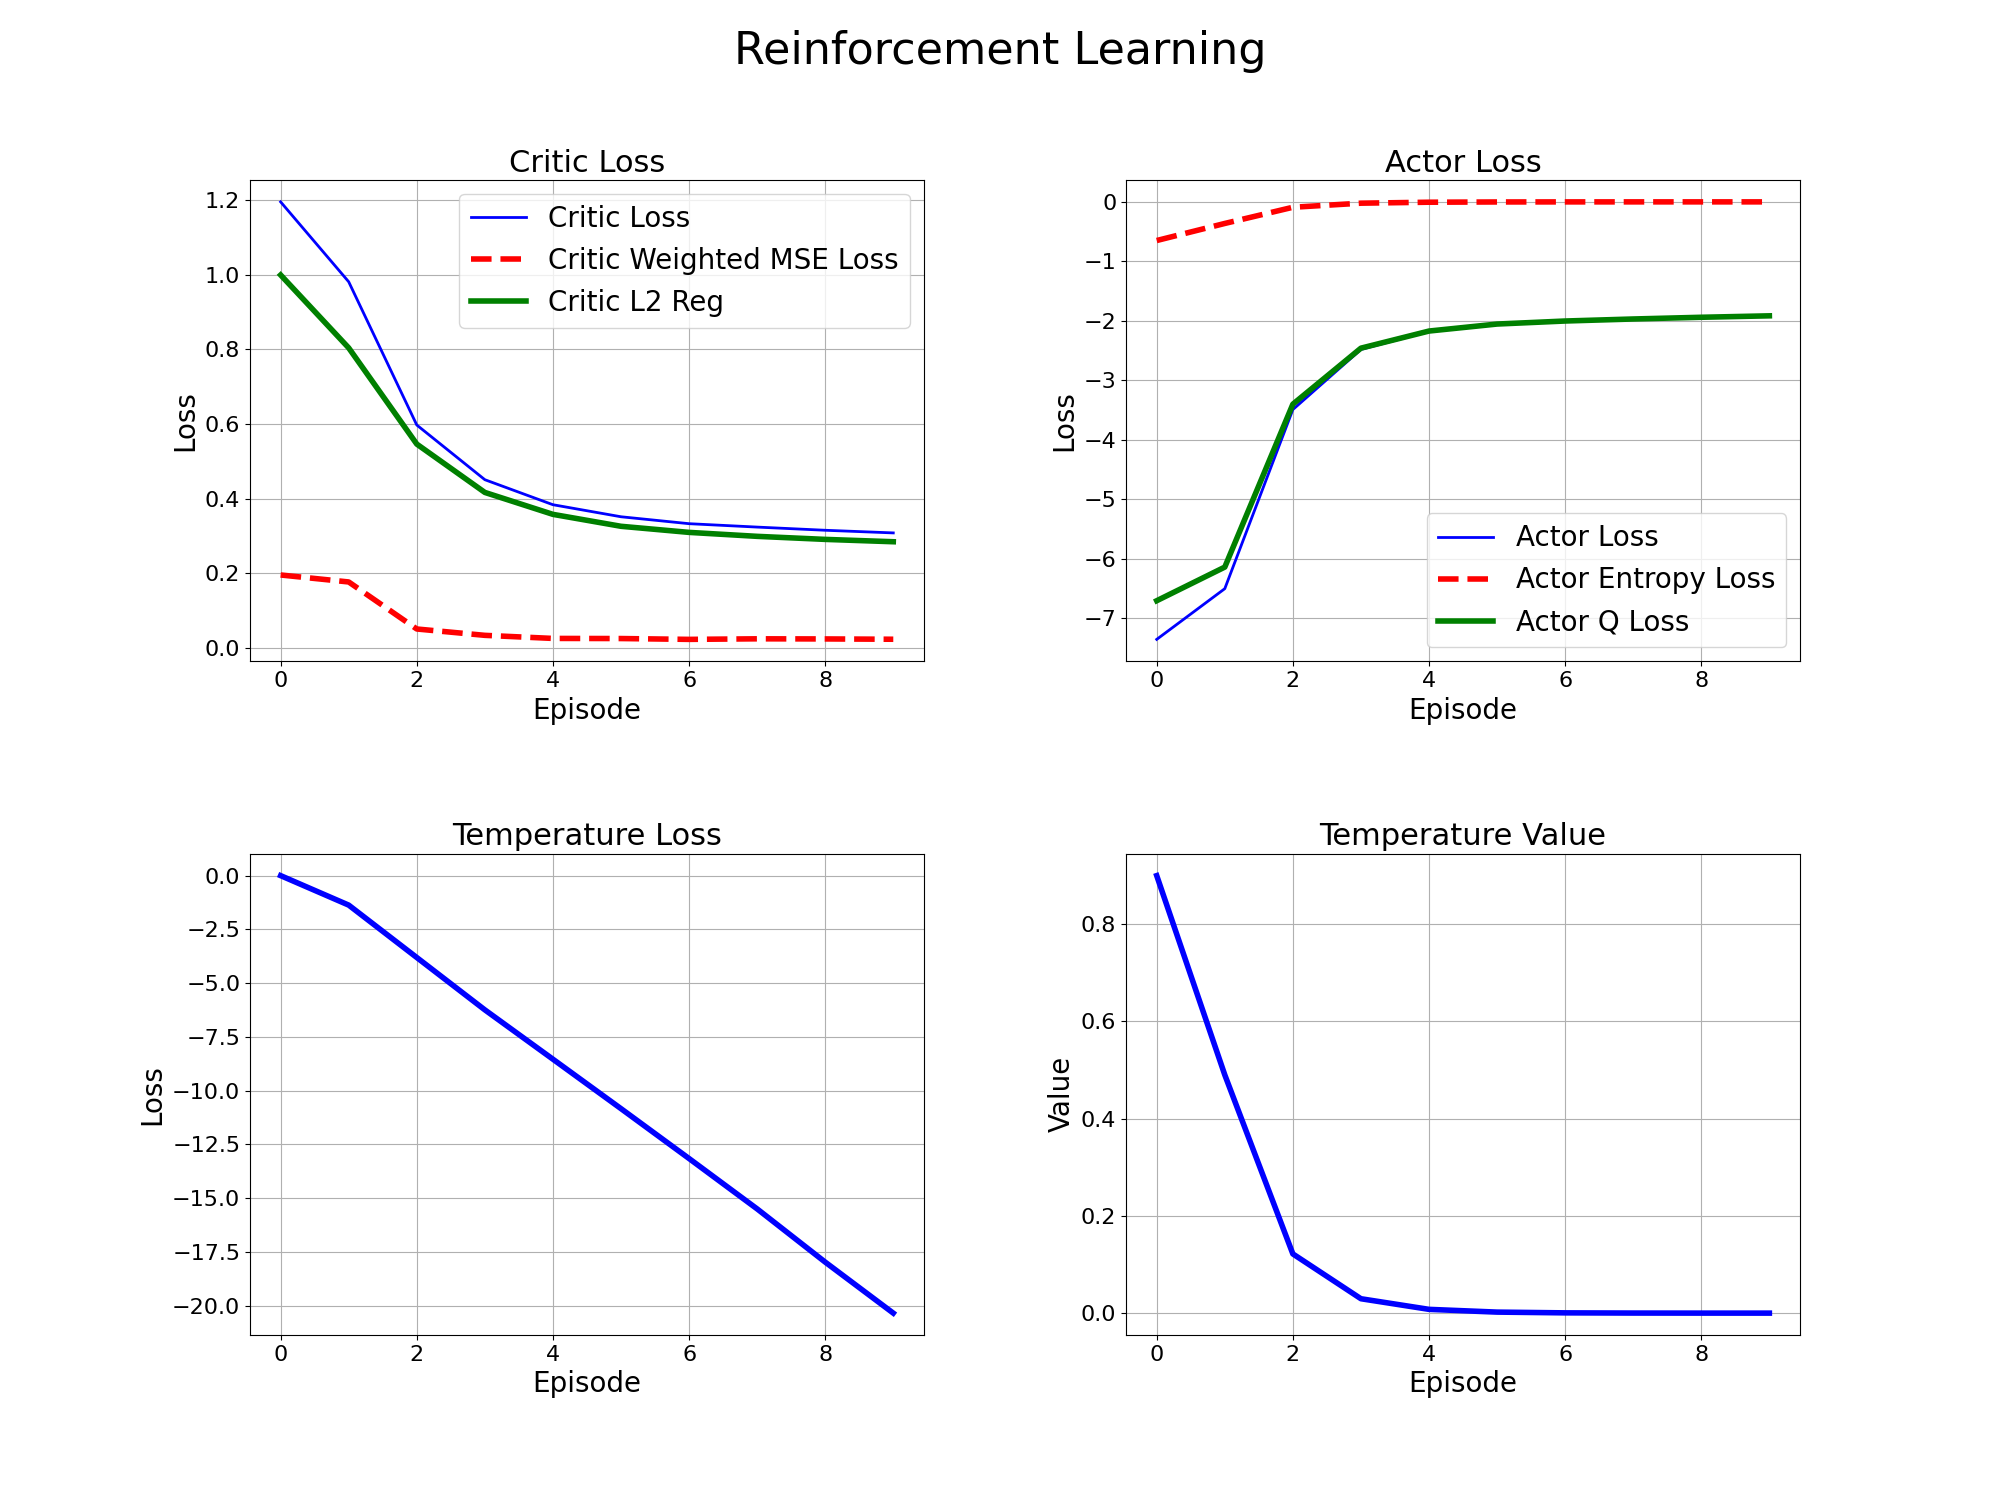 Reinforcement Learning
Critic Loss
1.2
1.0
0.8
0.6
0.4
0.2
0.0
Loss
Critic Loss
Critic Weighted MSE Loss
Critic L2 Reg
0 2 4 6 8
Episode
Actor Loss
0
−1
−2
−3
−4
−5
−6
−7
Loss
Actor Loss
Actor Entropy Loss
Actor Q Loss
0 2 4 6 8
Episode
Temperature Loss
0.0
−2.5
−5.0
−7.5
−10.0
−12.5
−15.0
−17.5
−20.0
Loss
0 2 4 6 8
Episode
Temperature Value
0.8
0.6
0.4
0.2
0.0
Value
0 2 4 6 8
Episode